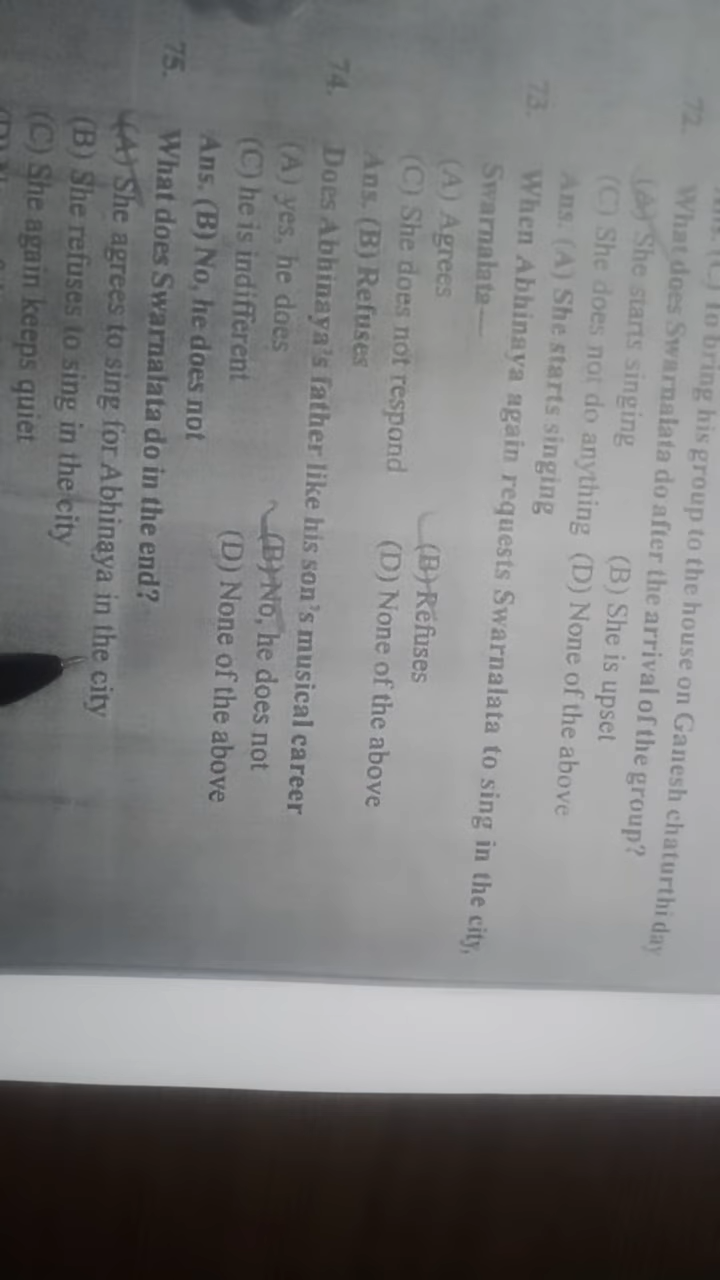 (C) To bring his group to the house on Ganesh chaturthi day
72. What does Swarnalata do after the arrival of the group?
(A) She starts singing (B) She is upset
(C) She does not do anything (D) None of the above
Ans. (A) She starts singing
73. When Abhinaya again requests Swarnalata to sing in the city,
Swarnalata—
(A) Agrees (B) Refuses
(C) She does not respond (D) None of the above
Ans. (B) Refuses
74. Does Abhinaya's father like his son's musical career
(A) yes, he does (B) No, he does not
(C) he is indifferent (D) None of the above
Ans. (B) No, he does not
75. What does Swarnalata do in the end?
(A) She agrees to sing for Abhinaya in the city
(B) She refuses to sing in the city
(C) She again keeps quiet